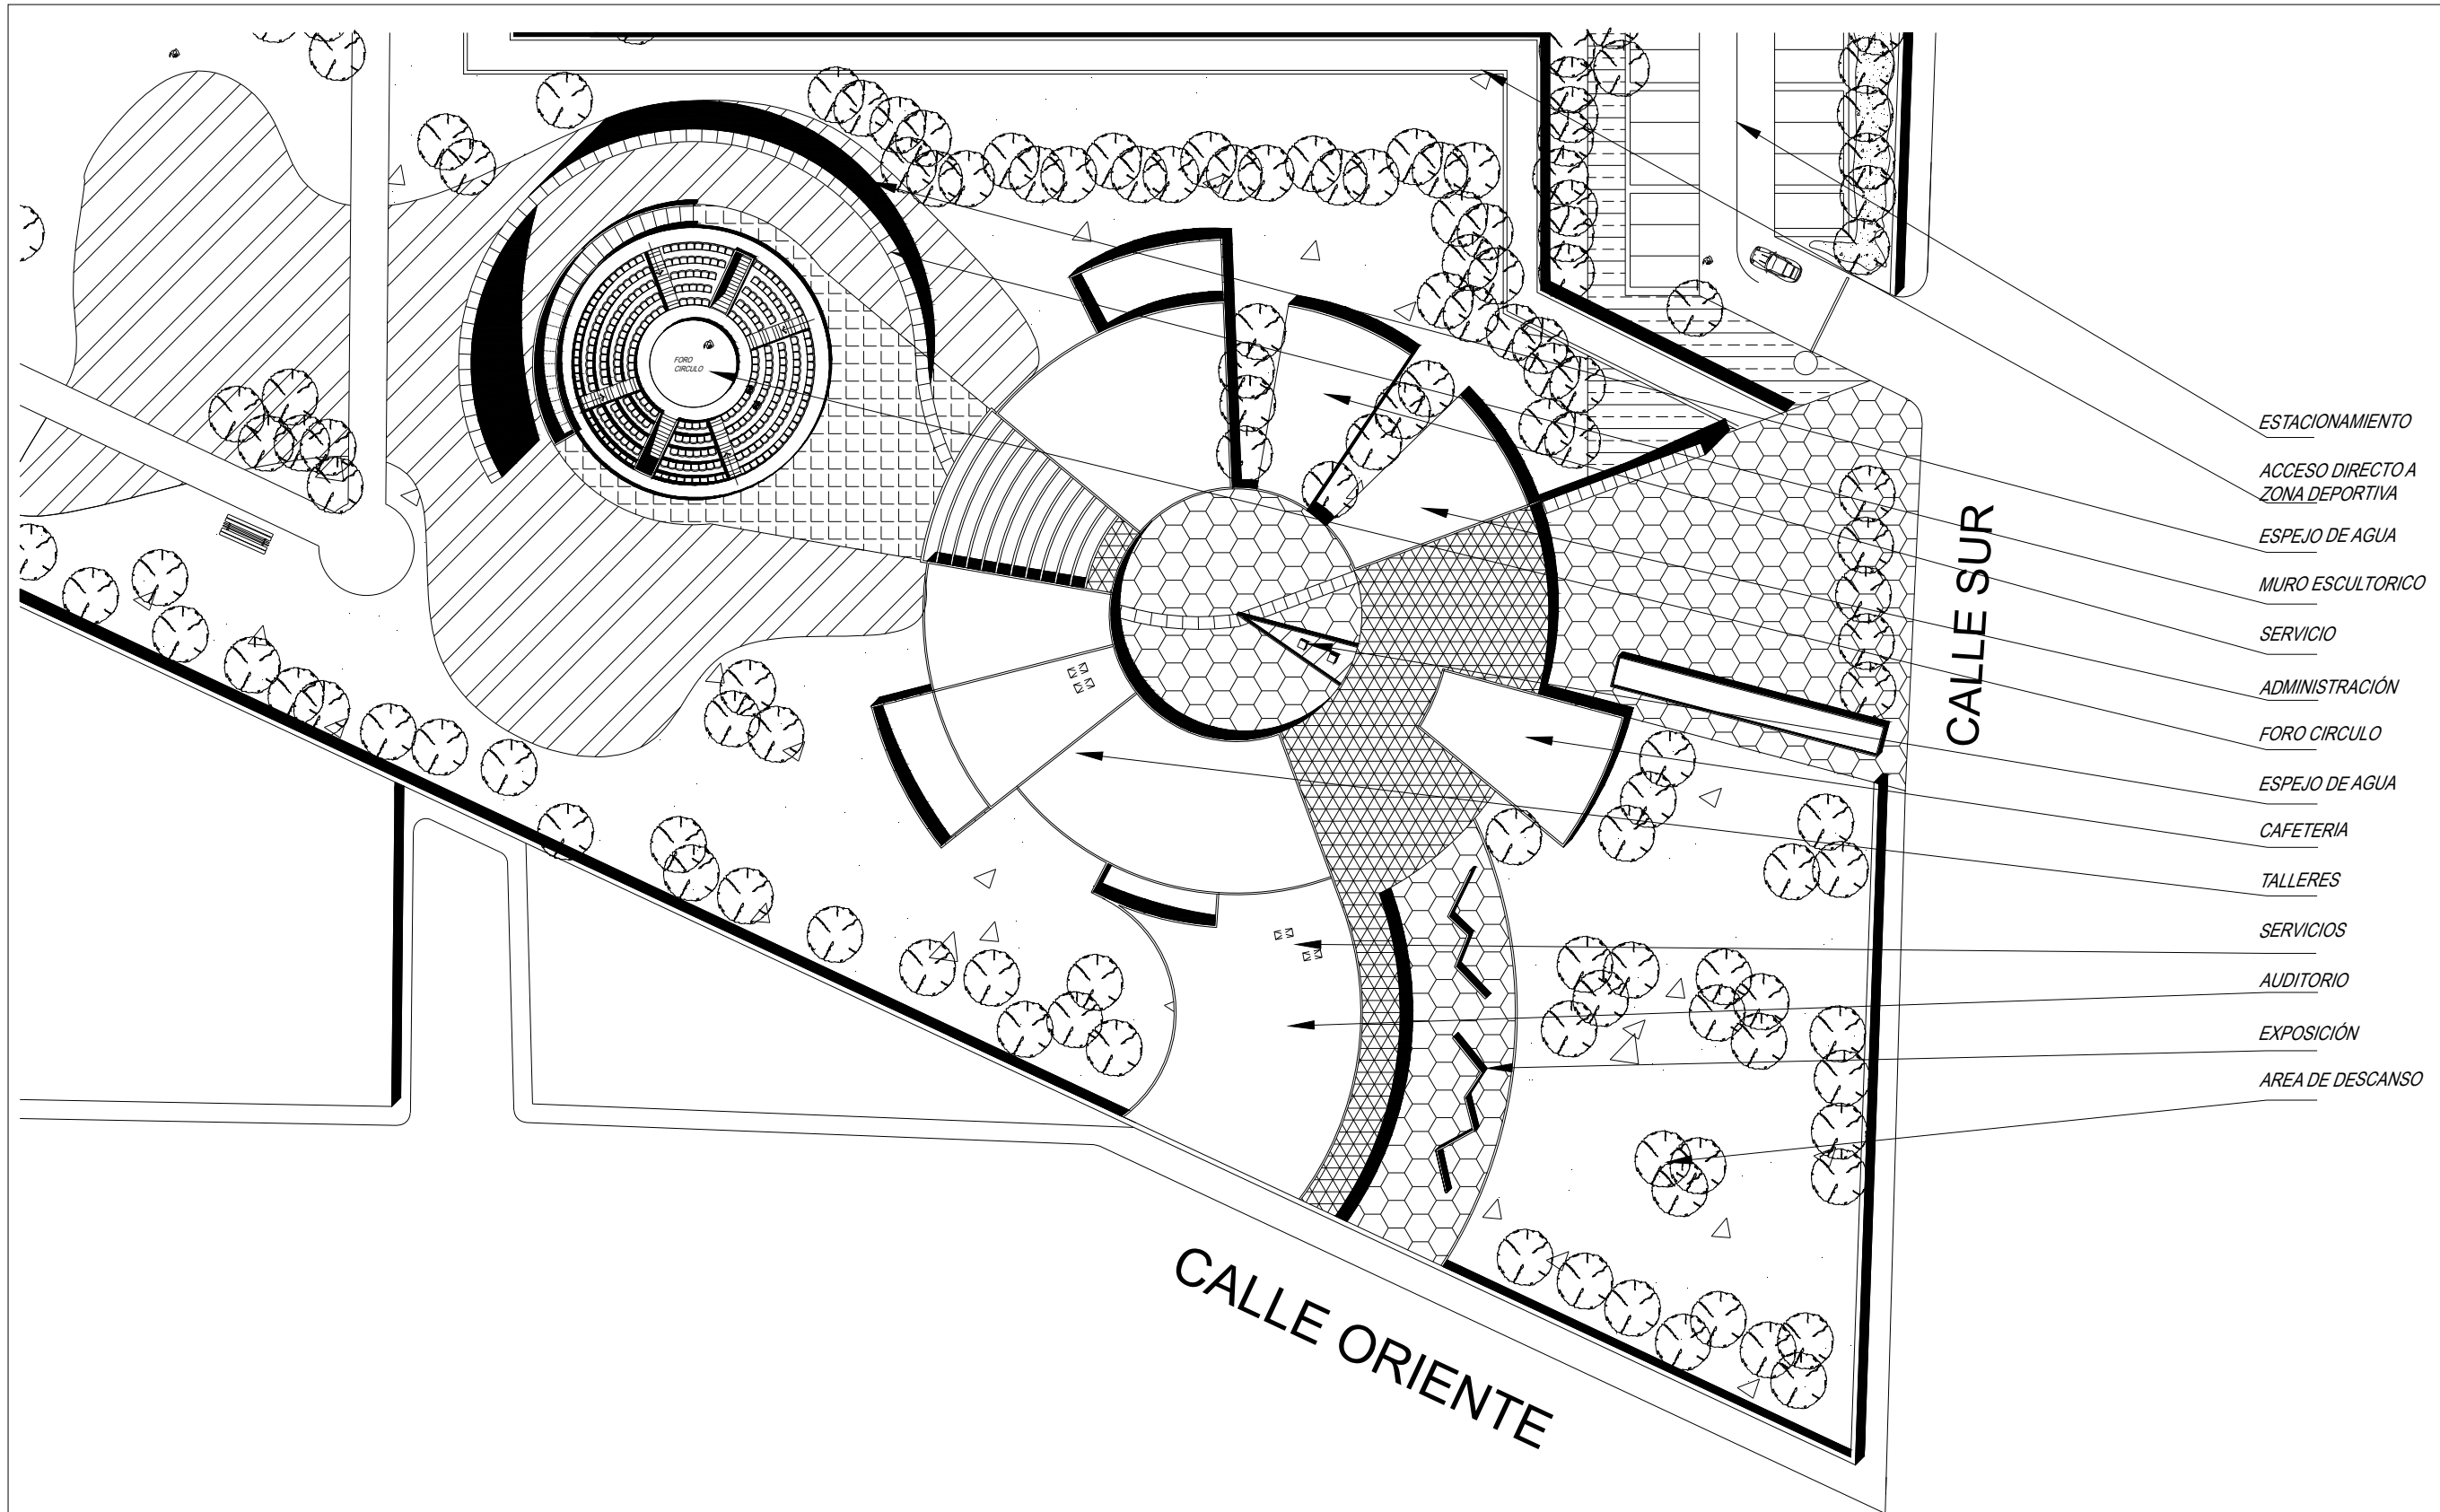 FORO
CIRCULO
ESTACIONAMIENTO
ACCESO DIRECTO A
ZONA DEPORTIVA
ESPEJO DE AGUA
MURO ESCULTORICO
SERVICIO
ADMINISTRACIÓN
FORO CIRCULO
ESPEJO DE AGUA
CAFETERIA
TALLERES
SERVICIOS
AUDITORIO
EXPOSICIÓN
AREA DE DESCANSO
CALLE SUR
CALLE ORIENTE